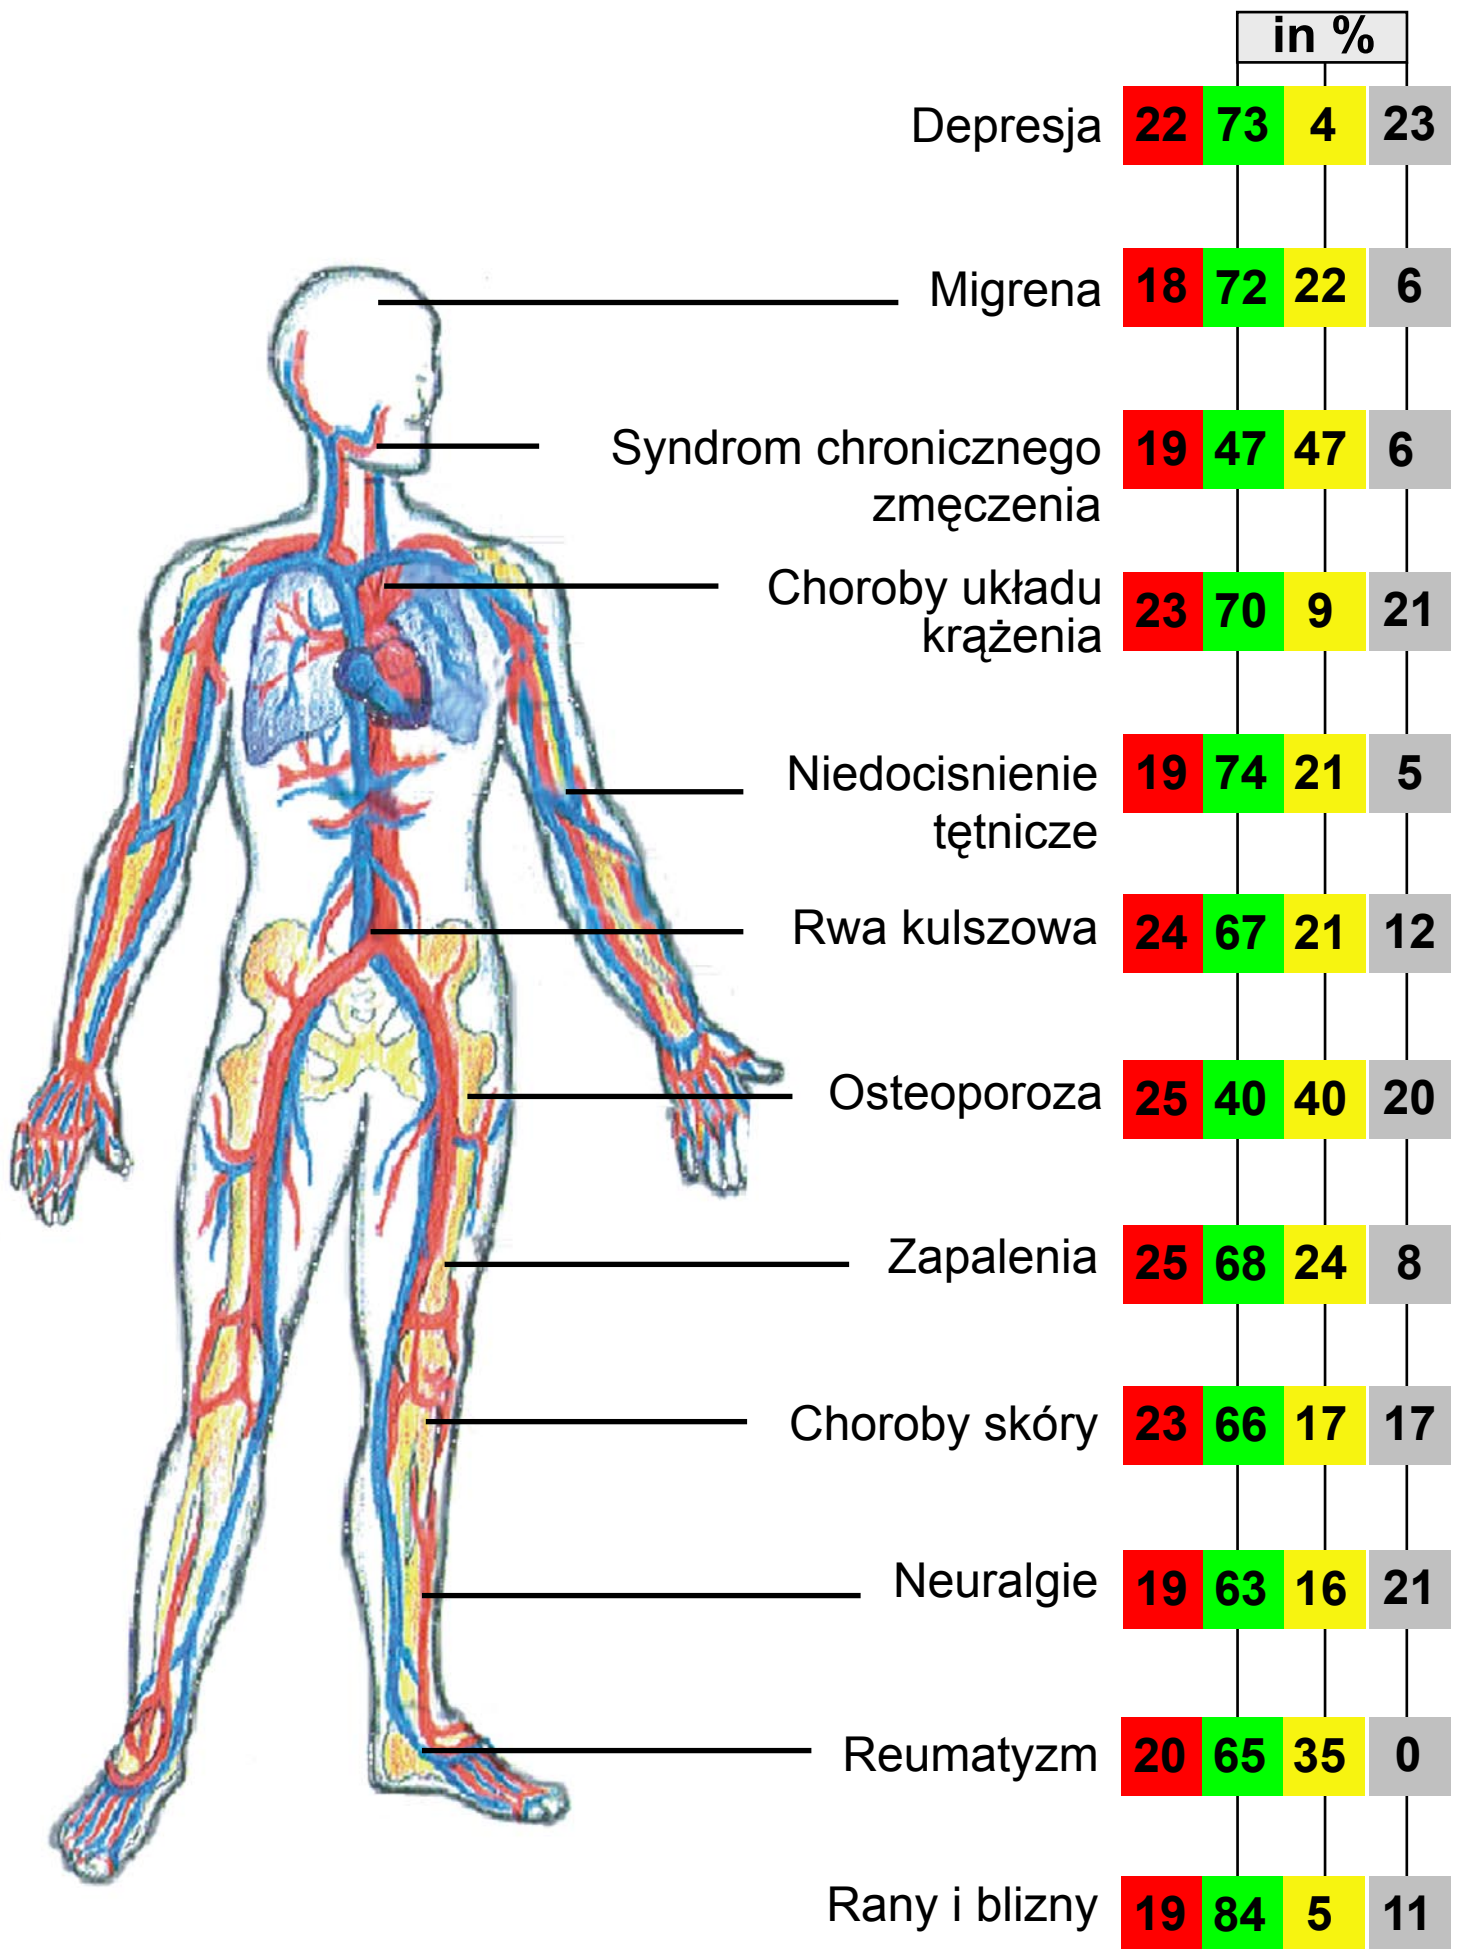 in %
Depresja 22 73 4 23
Migrena 18 72 22 6
Syndrom chronicznego 19 47 47 6
zmęczenia
Choroby układu 23 70 9 21
krążenia
Niedocisnienie 19 74 21 5
tętnicze
Rwa kulszowa 24 67 21 12
Osteoporoza 25 40 40 20
Zapalenia 25 68 24 8
Choroby skóry 23 66 17 17
Neuralgie 19 63 16 21
Reumatyzm 20 65 35 0
Rany i blizny 19 84 5 11